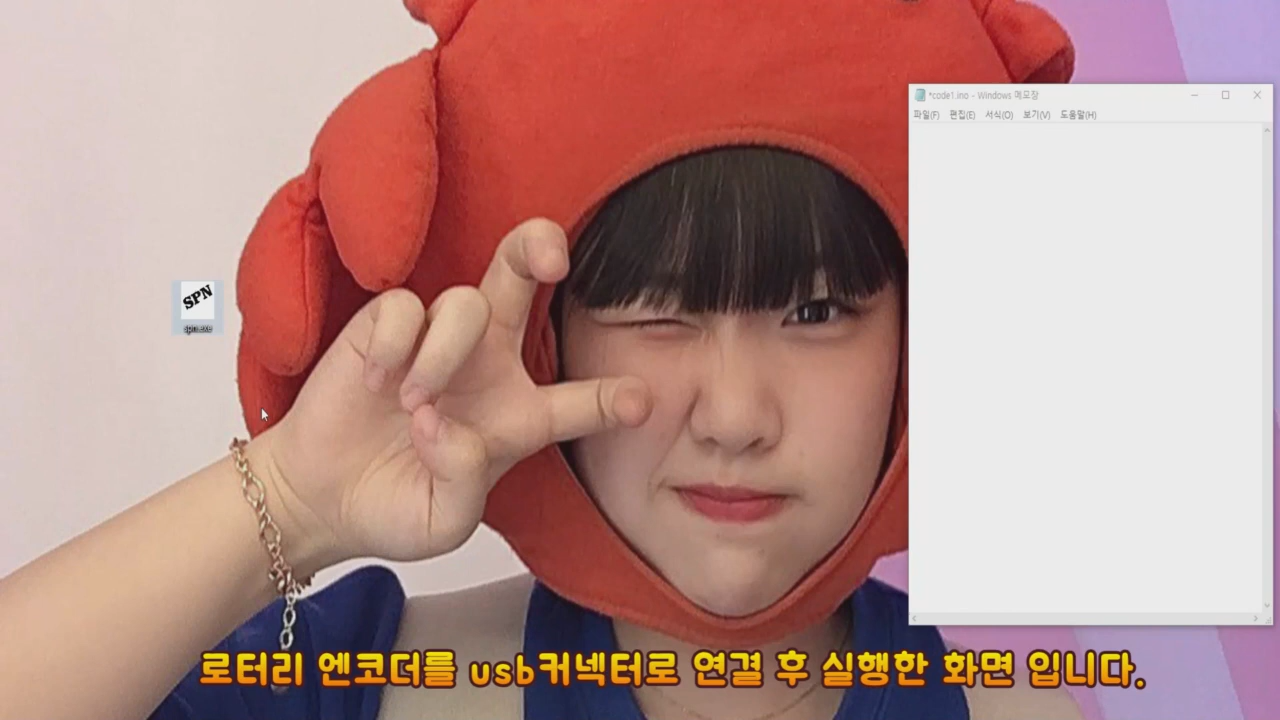 *code1.ino - Windows 메모장
파일(F) 편집(E) 서식(O) 보기(V) 도움말(H)
SPN
spn.exe
로터리 엔코더를 usb커넥터로 연결 후 실행한 화면 입니다.